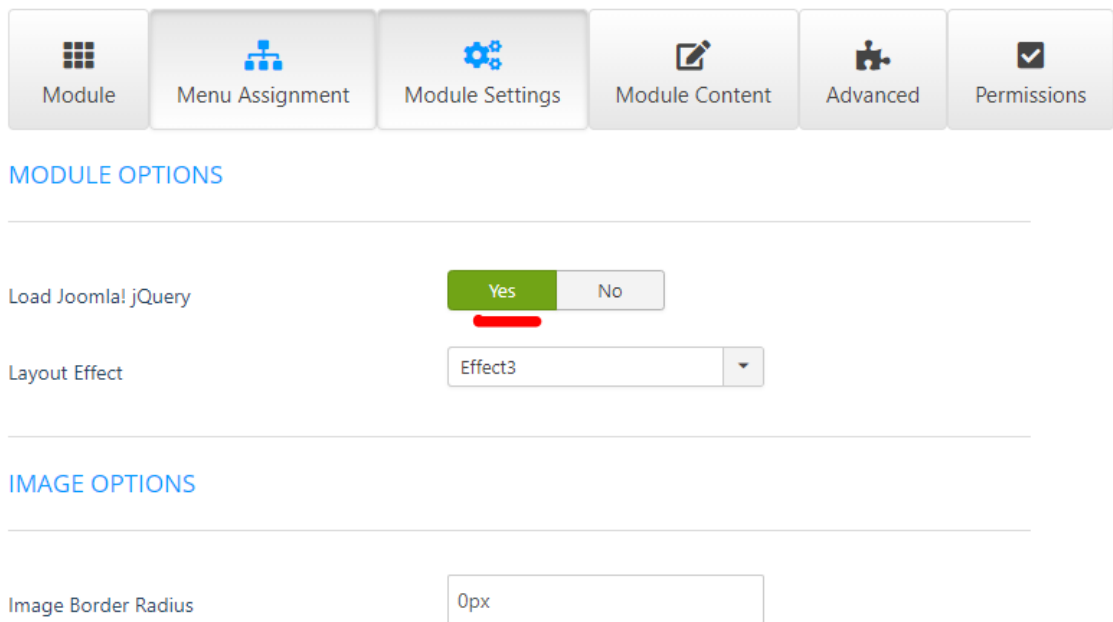 Module Menu Assignment Module Settings Module Content Advanced Permissions
MODULE OPTIONS
Load Joomla! jQuery Yes No
Layout Effect Effect3
IMAGE OPTIONS
Image Border Radius 0px